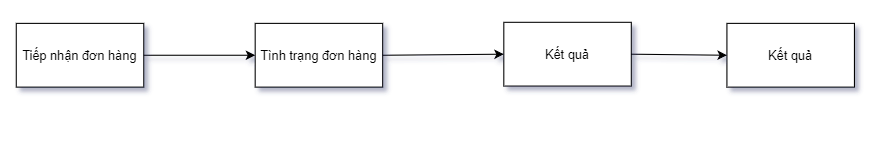 Tiếp nhận đơn hàng
Tình trạng đơn hàng
Kết quả
Kết quả